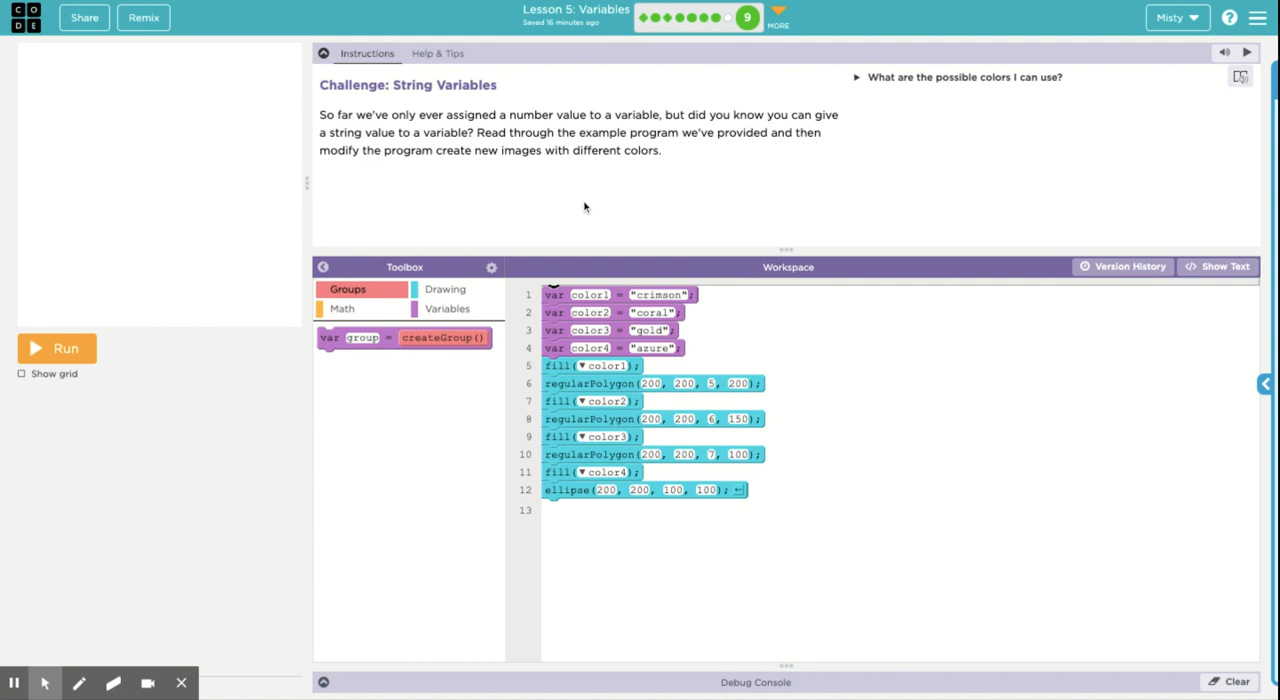 CO
DE
Share
Remix
Lesson 5: Variables
Saved 16 minutes ago
9
MORE
Misty
?
Instructions
Help & Tips
Challenge: String Variables
So far we've only ever assigned a number value to a variable, but did you know you can give
a string value to a variable? Read through the example program we've provided and then
modify the program create new images with different colors.
What are the possible colors I can use?
Run
Show grid
Toolbox
Groups
Drawing
Math
Variables
var group = createGroup()
Workspace
Version History
</> Show Text
1 var color1 = "crimson";
2 var color2 = "coral";
3 var color3 = "gold";
4 var color4 = "azure";
5 fill(▼color1);
6 regularPolygon(200, 200, 5, 200);
7 fill(▼color2);
8 regularPolygon(200, 200, 6, 150);
9 fill(▼color3);
10 regularPolygon(200, 200, 7, 100);
11 fill(▼color4);
12 ellipse(200, 200, 100, 100);
13
Debug Console
Clear